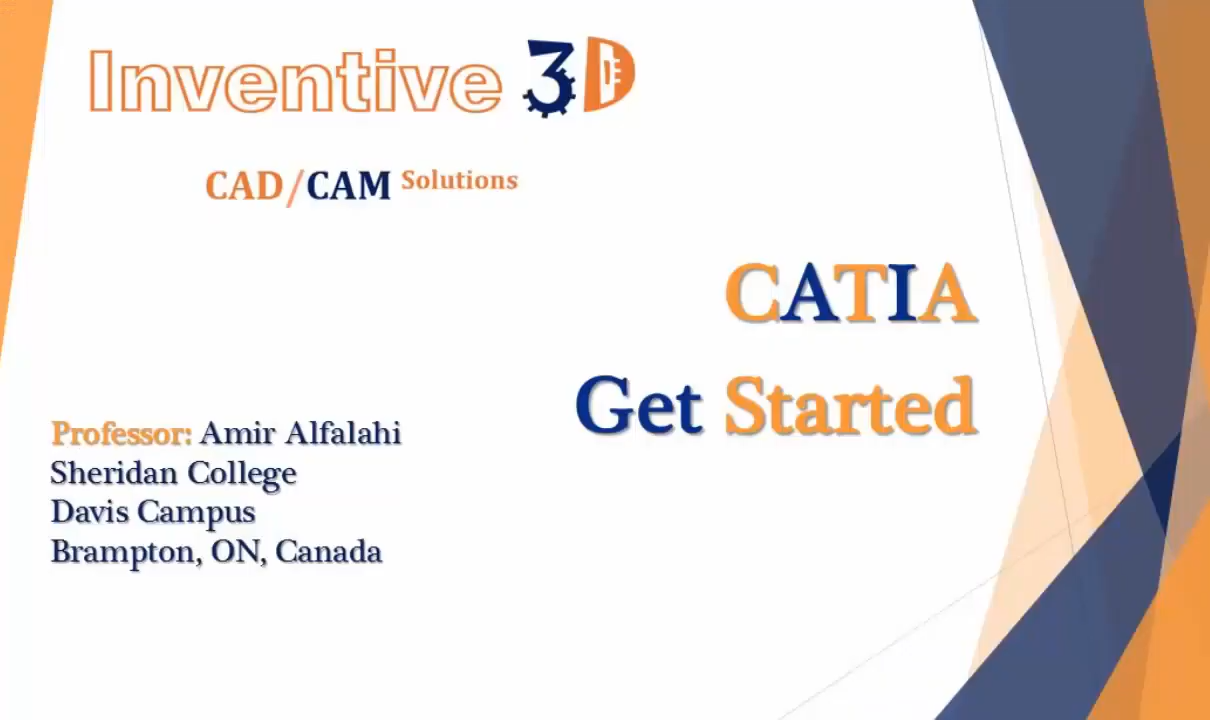 Inventive 3D
CAD/CAM Solutions
CATIA
Get Started
Professor: Amir Alfalahi
Sheridan College
Davis Campus
Brampton, ON, Canada